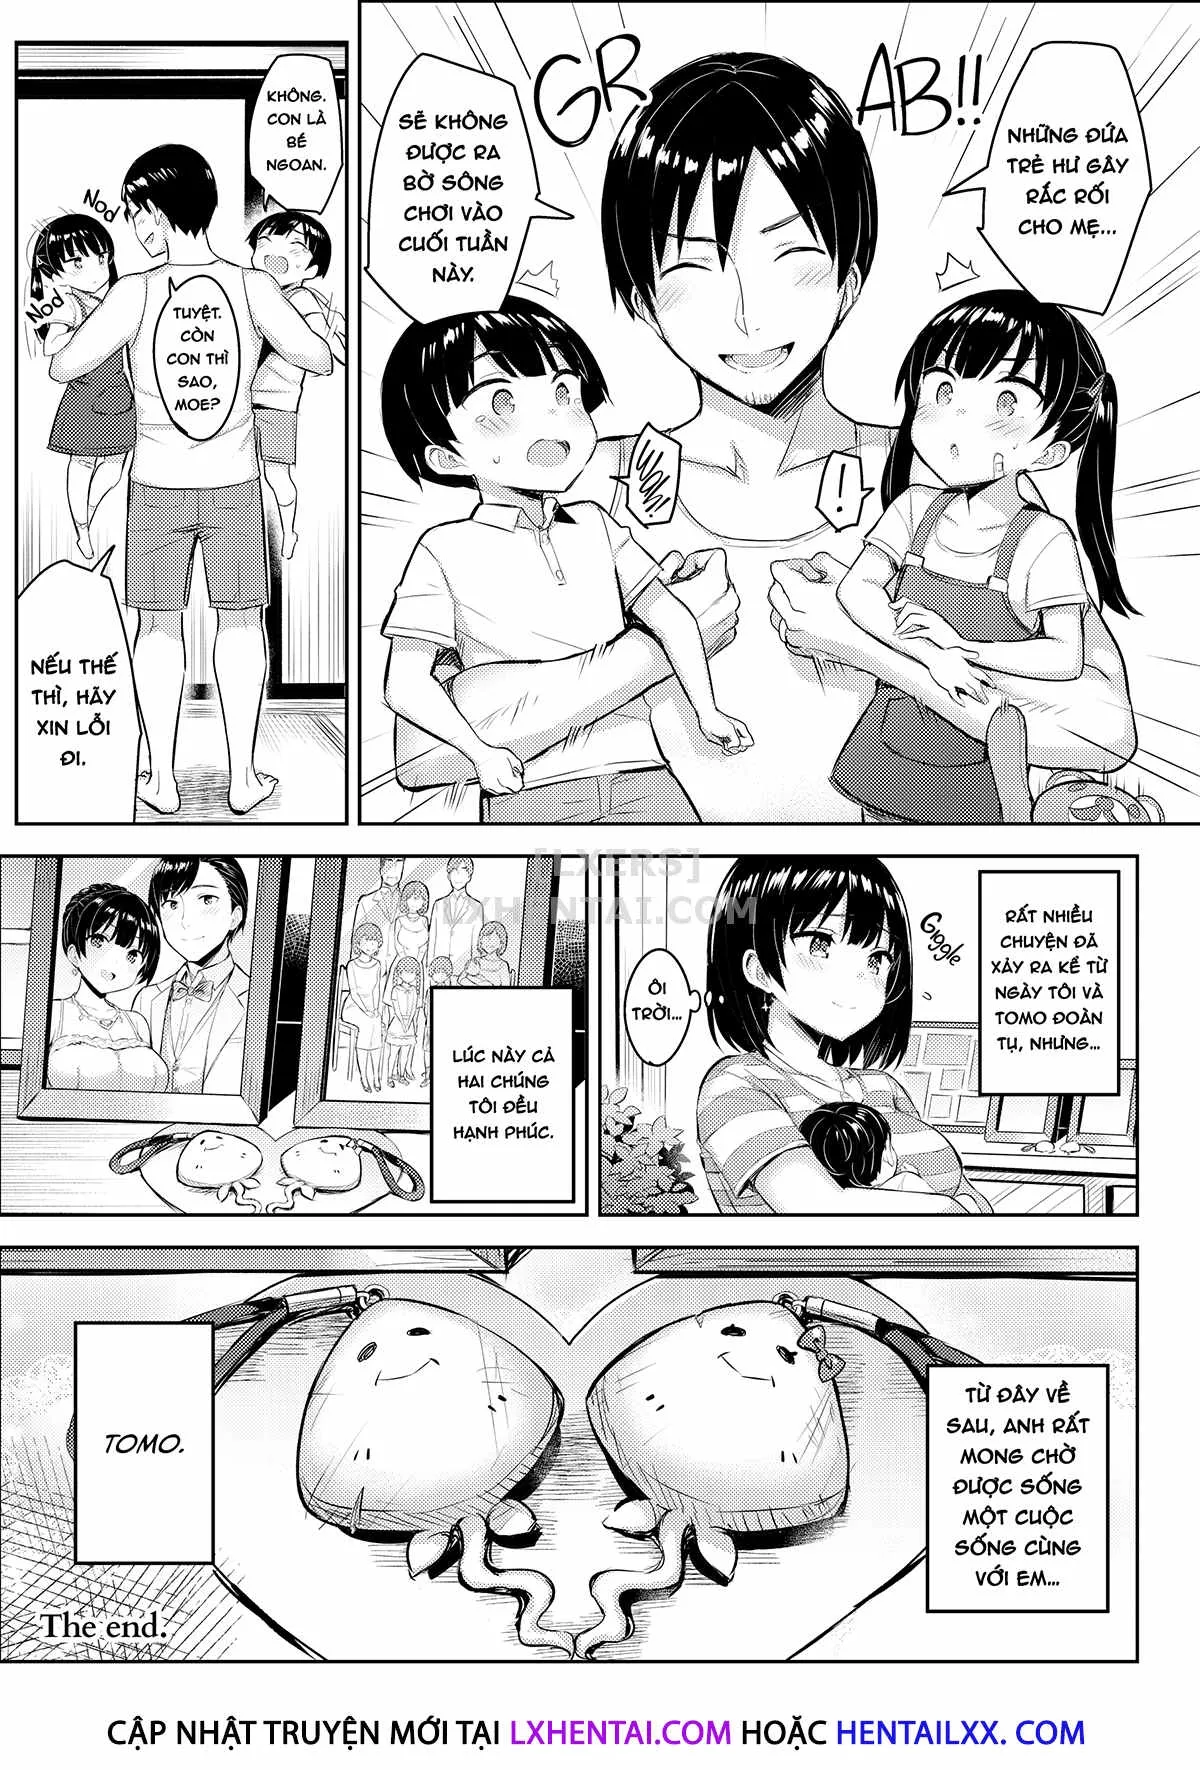 GR
AB!!
NHỮNG ĐỨA
TRẺ HƯ GÂY
RẮC RỐI
CHO MẸ...
SẼ KHÔNG
ĐƯỢC RA
BỜ SÔNG
CHƠI VÀO
CUỐI TUẦN
NÀY.
!
KHÔNG.
CON LÀ
BÉ
NGOAN.
Nod
Nod
TUYỆT.
CÒN
CON THÌ
SAO,
MOE?
NẾU THẾ
THÌ, HÃY
XIN LỖI
ĐI.
[LXERS]
LXHENTAI.COM
RẤT NHIỀU
CHUYỆN ĐÃ
XẢY RA KỂ TỪ
NGÀY TÔI VÀ
TOMO ĐOÀN
TỤ, NHƯNG...
Giggle
ÔI
TRỜI...
LÚC NÀY CẢ
HAI CHÚNG
TÔI ĐỀU
HẠNH PHÚC.
TỪ ĐÂY VỀ
SAU, ANH RẤT
MONG CHỜ
ĐƯỢC SỐNG
MỘT CUỘC
SỐNG CÙNG
VỚI EM...
TOMO.
The end.
CẬP NHẬT TRUYỆN MỚI TẠI LXHENTAI.COM HOẶC HENTAILXX. COM